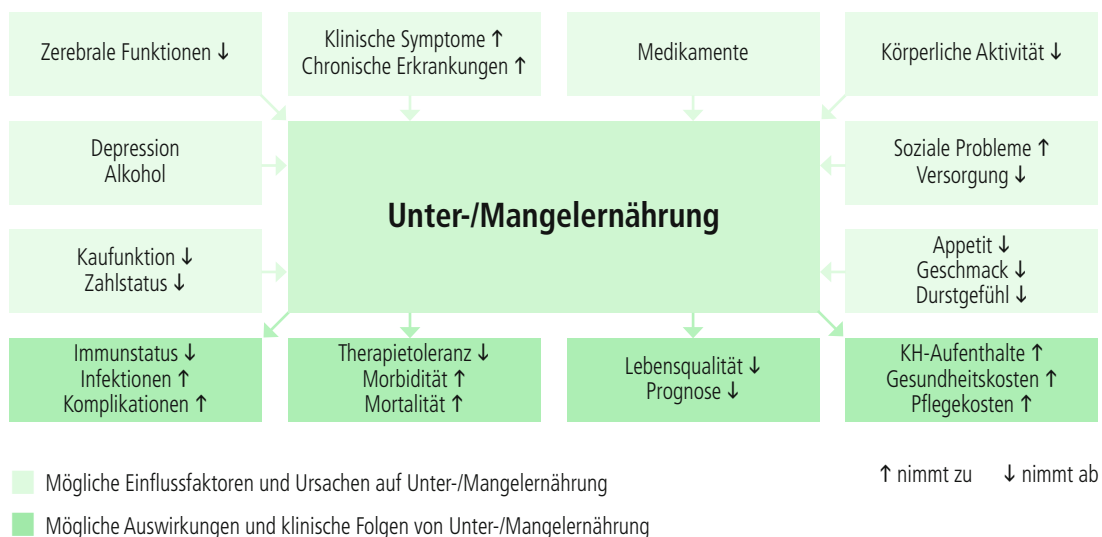 Zerebrale Funktionen ↓
Klinische Symptome ↑
Chronische Erkrankungen ↑
Medikamente
Körperliche Aktivität ↓
Depression
Alkohol
Soziale Probleme ↑
Versorgung ↓
Unter-/Mangelernährung
Kaufunktion ↓
Zahlstatus ↓
Appetit ↓
Geschmack ↓
Durstgefühl ↓
Immunstatus ↓
Infektionen ↑
Komplikationen ↑
Therapietoleranz ↓
Morbidität ↑
Mortalität ↑
Lebensqualität ↓
Prognose ↓
KH-Aufenthalte ↑
Gesundheitskosten ↑
Pflegekosten ↑
Mögliche Einflussfaktoren und Ursachen auf Unter-/Mangelernährung
↑ nimmt zu ↓ nimmt ab
Mögliche Auswirkungen und klinische Folgen von Unter-/Mangelernährung